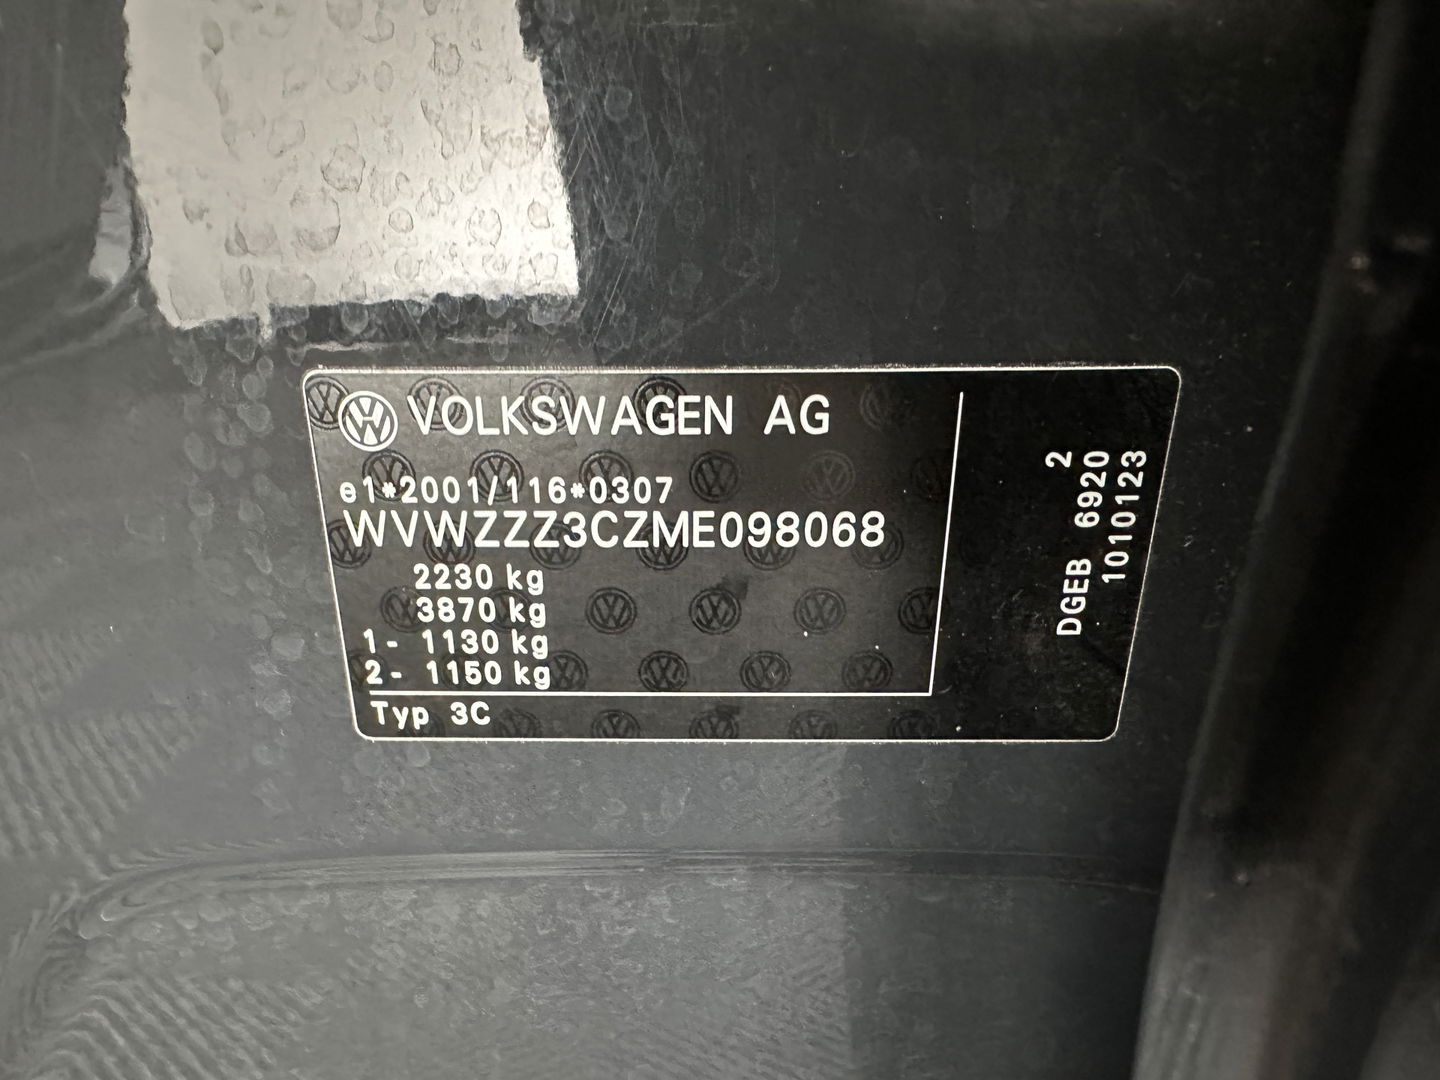 VOLKSWAGEN AG
e1*2001/116*0307
WVWZZZ3CZME098068
2230 kg
3870 kg
1- 1130 kg
2- 1150 kg
Typ 3C
2
DGEB 6920
1010123